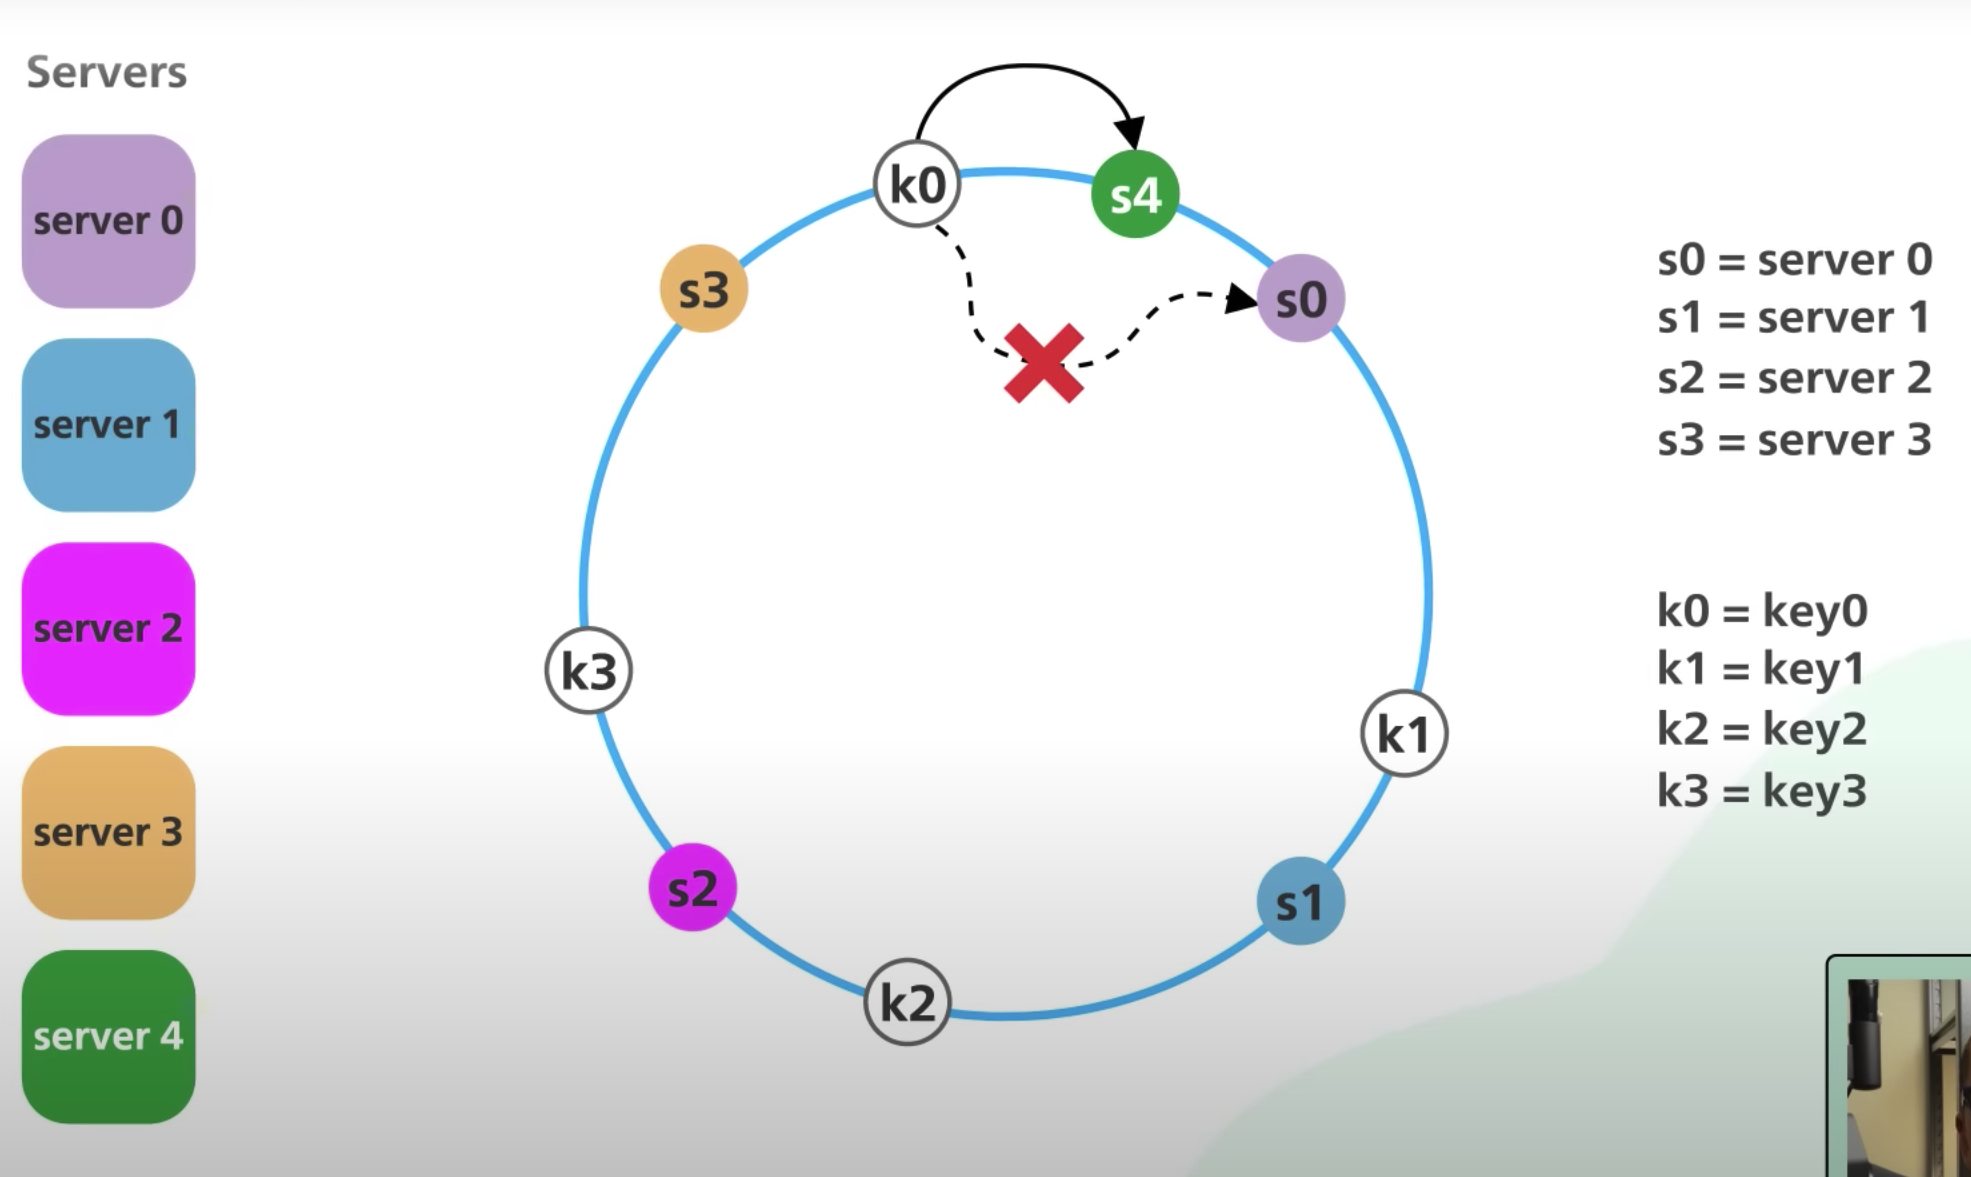 Servers
server 0
server 1
server 2
server 3
server 4
k0
s4
s3
s0
k3
k1
s2
s1
k2
s0 = server 0
s1 = server 1
s2 = server 2
s3 = server 3
k0 = key0
k1 = key1
k2 = key2
k3 = key3